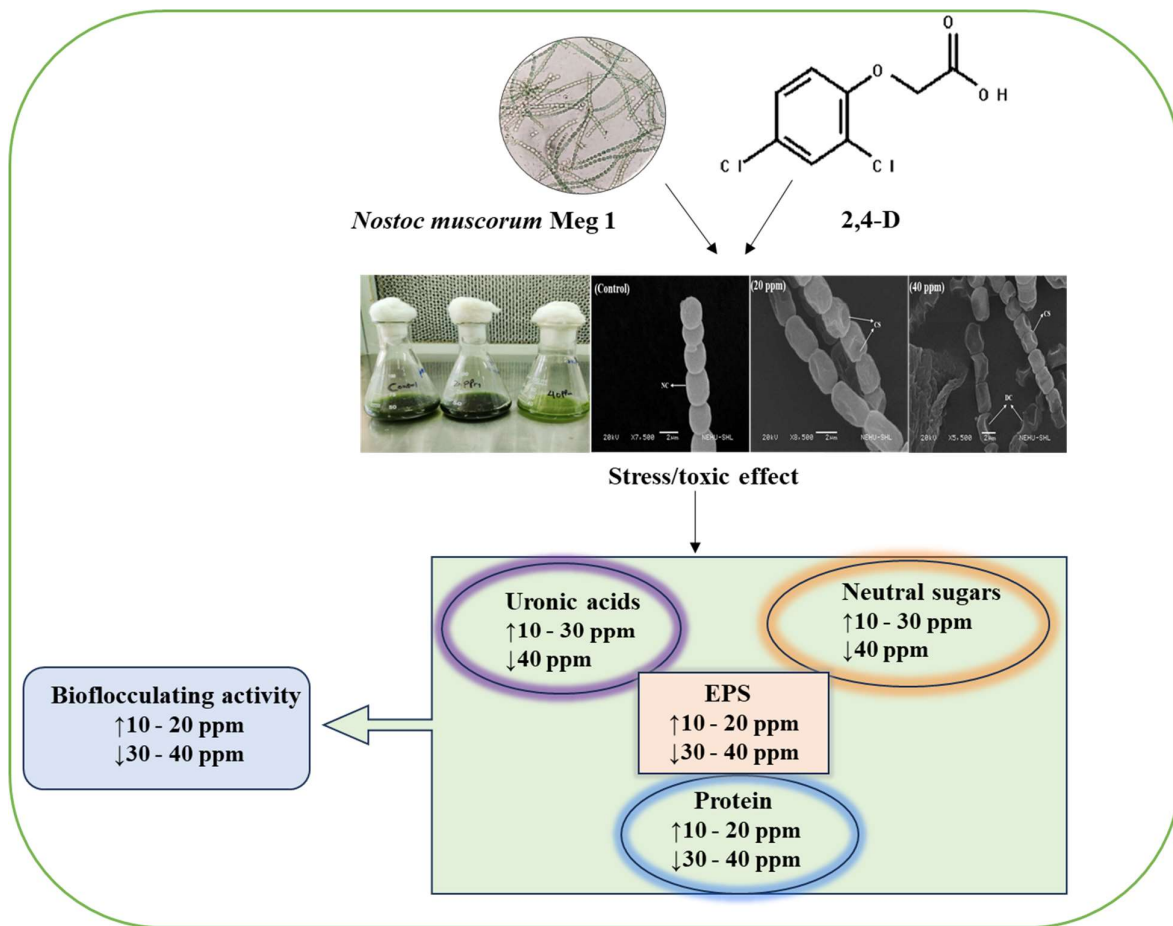 O
O
O H
Cl
Cl
Nostoc muscorum Meg 1
2,4-D
Control
40 PPm
(Control)
NC
20kV X7,500 2µm NEHU-SHL
(20 ppm)
CS
20kV X8,500 2µm NEHU-SHL
(40 ppm)
CS
DC
20kV X5,500 2µm NEHU-SHL
Stress/toxic effect
Uronic acids
↑10 - 30 ppm
↓40 ppm
Neutral sugars
↑10 - 30 ppm
↓40 ppm
EPS
↑10 - 20 ppm
↓30 - 40 ppm
Protein
↑10 - 20 ppm
↓30 - 40 ppm
Bioflocculating activity
↑10 - 20 ppm
↓30 - 40 ppm